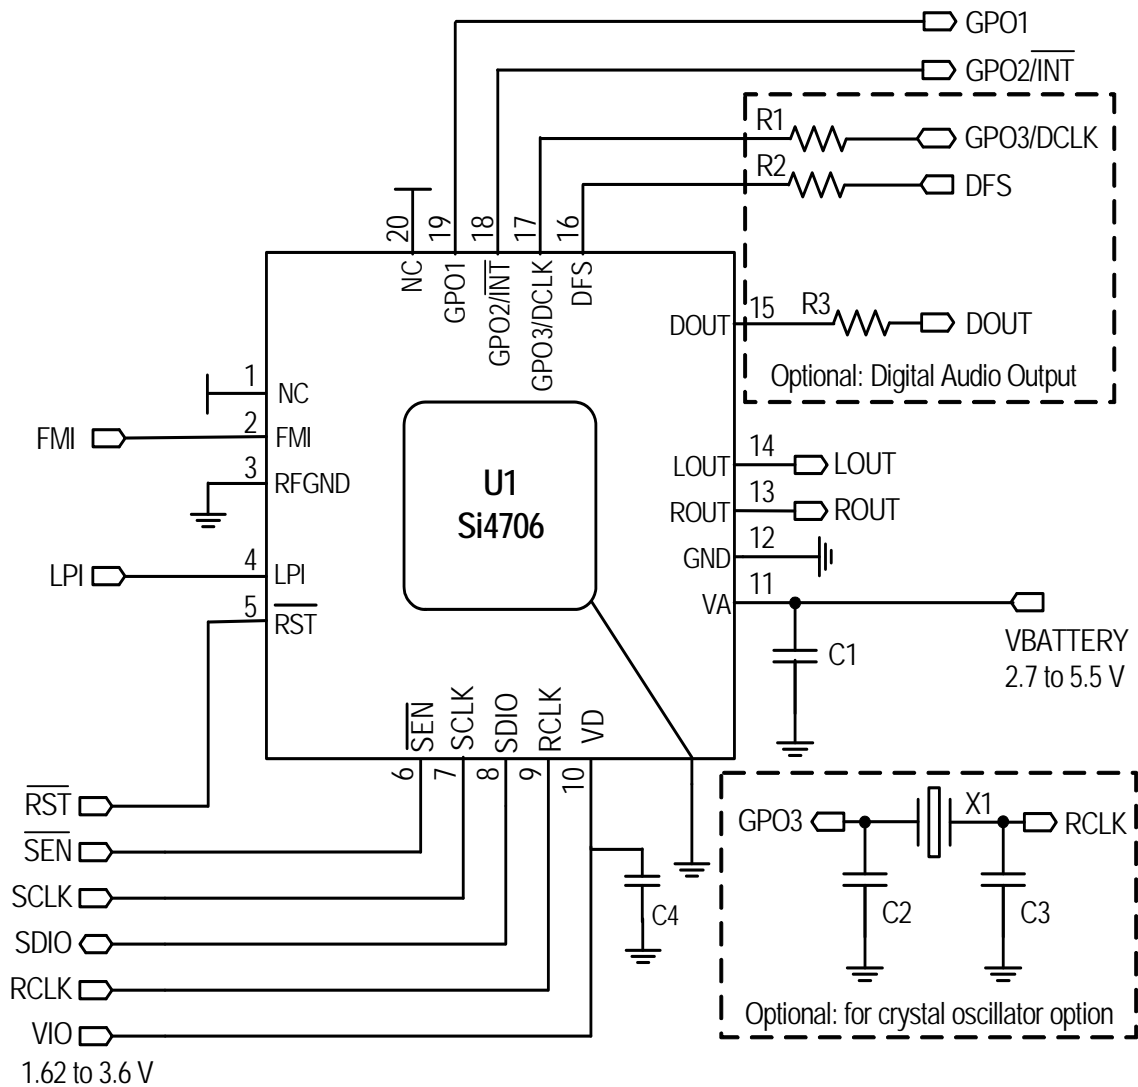 GPO1
GPO2/INT
R1
GPO3/DCLK
R2
DFS
20
19
18
17
16
NC
GPO1
GPO2/INT
GPO3/DCLK
DFS
DOUT
15
R3
DOUT
Optional: Digital Audio Output
1
NC
FMI
2
FMI
3
RFGND
U1
Si4706
LOUT
14
LOUT
ROUT
13
ROUT
GND
12
LPI
4
LPI
VA
11
5
RST
VBATTERY
2.7 to 5.5 V
C1
SEN
SCLK
SDIO
RCLK
VD
6
7
8
9
10
RST
SEN
SCLK
SDIO
RCLK
VIO
1.62 to 3.6 V
C4
GPO3
X1
RCLK
C2
C3
Optional: for crystal oscillator option